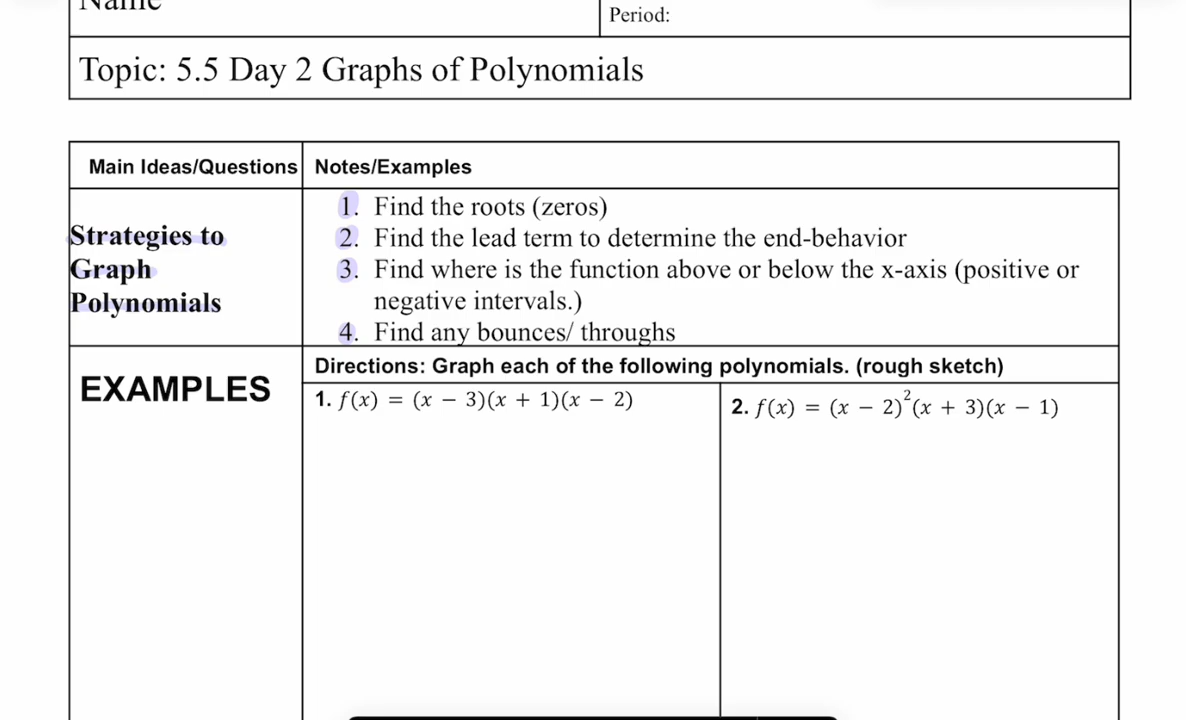 Name
Period:
Topic: 5.5 Day 2 Graphs of Polynomials
Main Ideas/Questions
Notes/Examples
Strategies to
Graph
Polynomials
1. Find the roots (zeros)
2. Find the lead term to determine the end-behavior
3. Find where is the function above or below the x-axis (positive or
negative intervals.)
4. Find any bounces/ throughs
EXAMPLES
Directions: Graph each of the following polynomials. (rough sketch)
1. f(x) = (x − 3)(x + 1)(x − 2)
2. f(x) = (x − 2)²(x + 3)(x − 1)